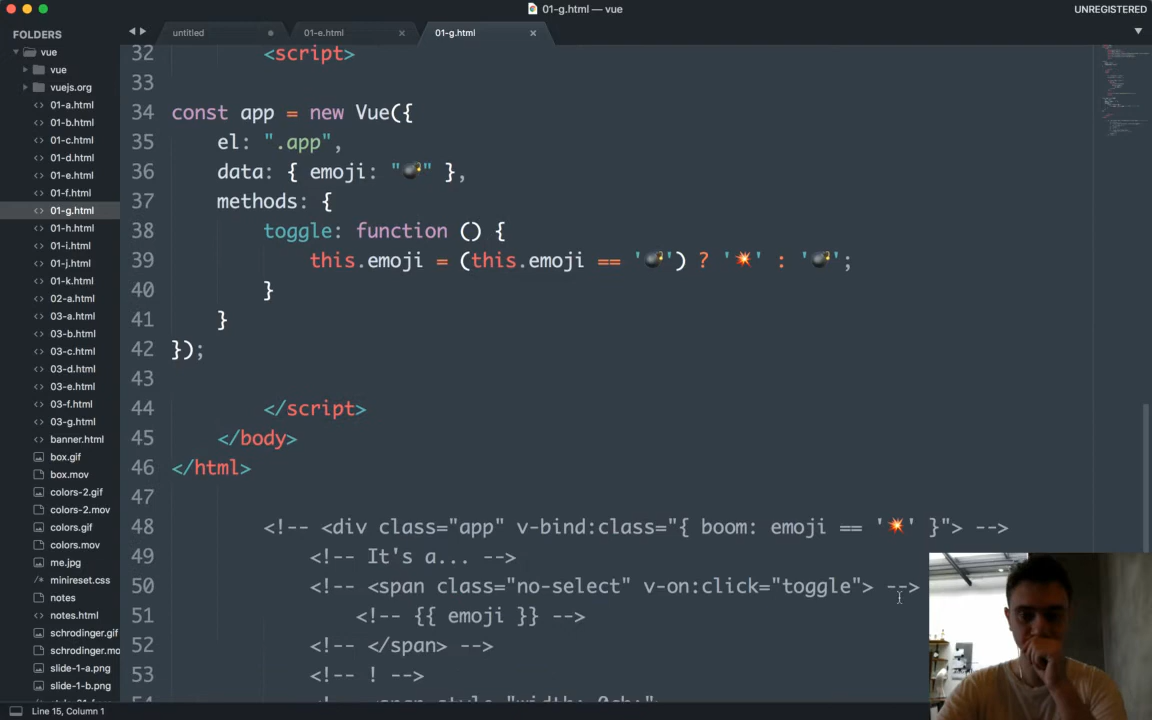 01-g.html — vue
UNREGISTERED
FOLDERS
vue
vue
vuejs.org
01-a.html
01-b.html
01-c.html
01-d.html
01-e.html
01-f.html
01-g.html
01-h.html
01-i.html
01-j.html
01-k.html
02-a.html
03-a.html
03-b.html
03-c.html
03-d.html
03-e.html
03-f.html
03-g.html
banner.html
box.gif
box.mov
colors-2.gif
colors-2.mov
colors.gif
colors.mov
me.jpg
minireset.css
notes
notes.html
schrodinger.gif
schrodinger.mo
slide-1-a.png
slide-1-b.png
untitled
01-e.html
01-g.html
32 <script>
33
34 const app = new Vue({
35 el: ".app",
36 data: { emoji: "💣" },
37 methods: {
38 toggle: function () {
39 this.emoji = (this.emoji == '💣') ? '💥' : '💣';
40 }
41 }
42 });
43
44 </script>
45 </body>
46 </html>
47
48 <!-- <div class="app" v-bind:class="{ boom: emoji == '💥' }"> -->
49 <!-- It's a... -->
50 <!-- <span class="no-select" v-on:click="toggle"> -->
51 <!-- {{ emoji }} -->
52 <!-- </span> -->
53 <!-- ! -->
Line 15, Column 1